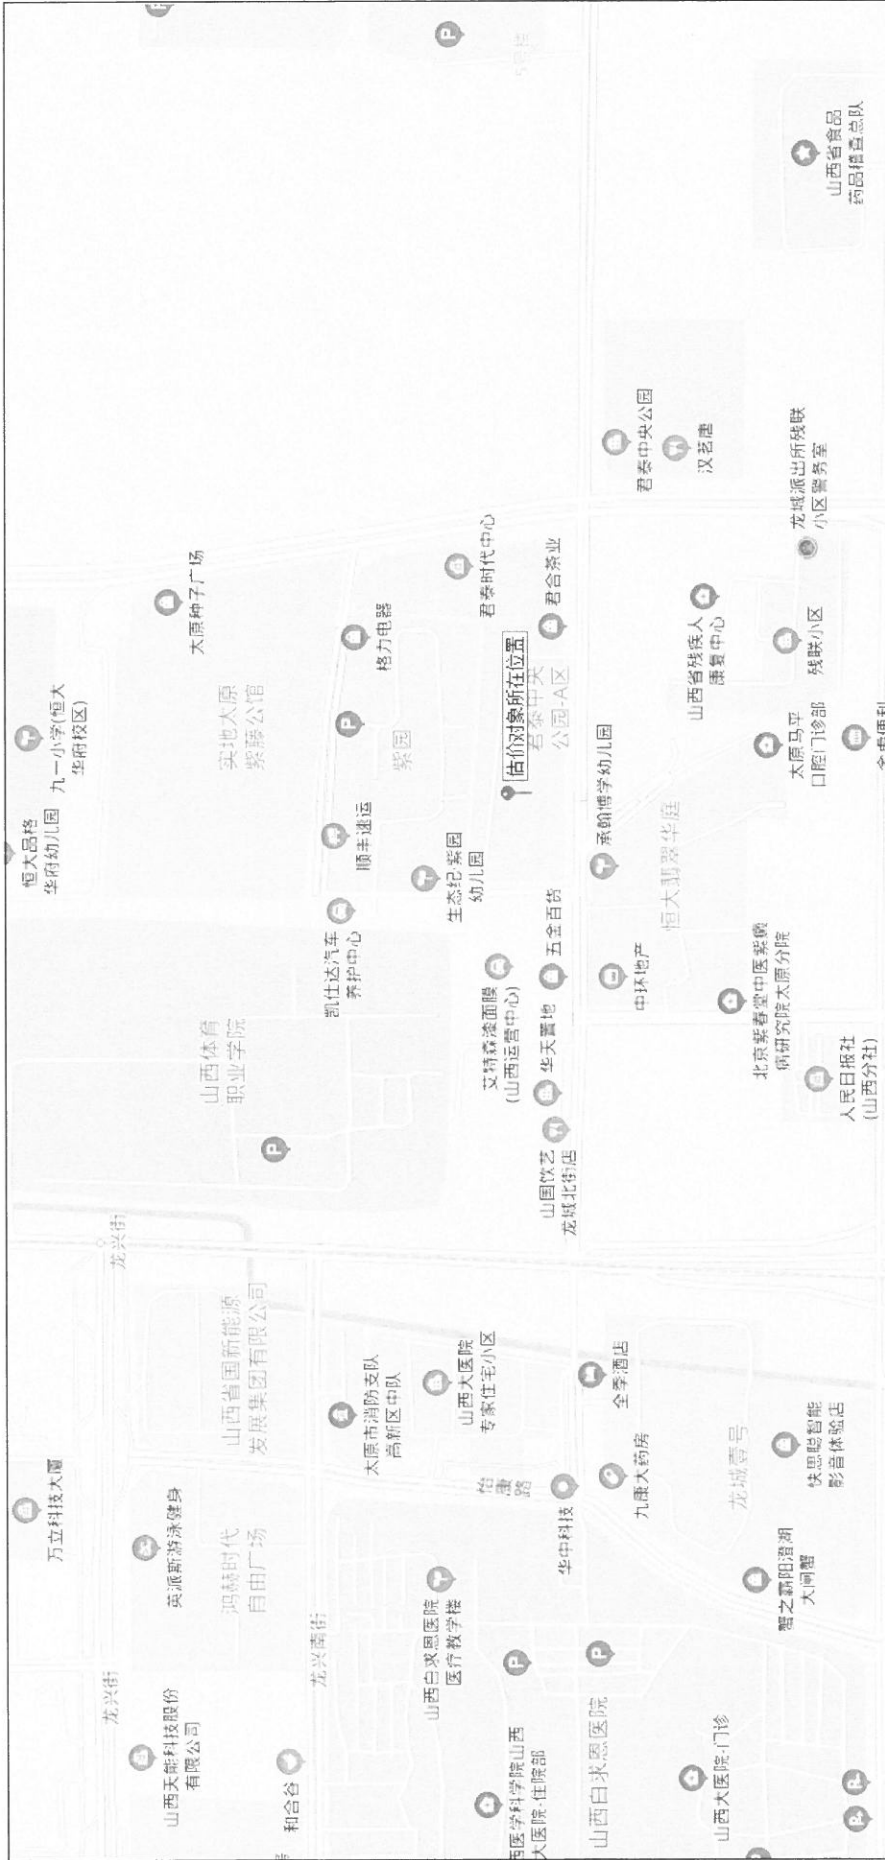 恒大品格
华府幼儿园
九一小学(恒大
华府校区)
万立科技大厦
龙兴街
龙兴街
山西天能科技股份
有限公司
英派斯游泳健身
太原种子广场
鸿赫时代
自由广场
山西省国新能源
发展集团有限公司
山西体育
职业学院
实地太原
紫藤公馆
和合谷
龙兴南街
太原市消防支队
高新区中队
凯仕达汽车
养护中心
顺丰速运
格力电器
紫园
山西白求恩医院
医疗教学楼
山西大医院
专家住宅小区
生态纪·紫园
幼儿园
君泰时代中心
怡康路
艾特森漆面膜
(山西运营中心)
估价对象所在位置
君泰中央
公园-A区
西医学科学院山西
大医院-住院部
华中科技
山国饮艺
龙城北街店
华天置地
五金百货
君合茶业
山西白求恩医院
全季酒店
九康大药房
中环地产
承翰博学幼儿园
君泰中央公园
汉茗唐
恒大翡翠华庭
山西省残疾人
康复中心
山西大医院-门诊
龙城壹号
蟹之霸阳澄湖
大闸蟹
快思聪智能
影音体验店
北京紫春堂中医紫癜
病研究院太原分院
太原马平
口腔门诊部
残联小区
龙城派出所残联
小区警务室
人民日报社
(山西分社)
山西省食品
药品稽查总队